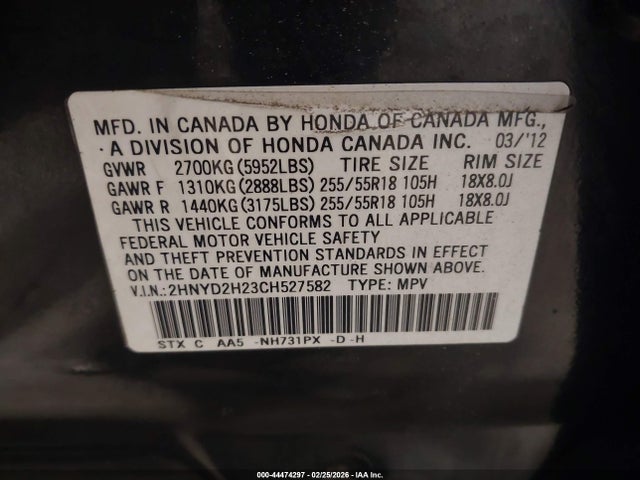 MFD. IN CANADA BY HONDA OF CANADA MFG.,
A DIVISION OF HONDA CANADA INC. 03/'12
GVWR 2700KG(5952LBS) TIRE SIZE RIM SIZE
GAWR F 1310KG(2888LBS) 255/55R18 105H 18X8.0J
GAWR R 1440KG(3175LBS) 255/55R18 105H 18X8.0J
THIS VEHICLE CONFORMS TO ALL APPLICABLE
FEDERAL MOTOR VEHICLE SAFETY
AND THEFT PREVENTION STANDARDS IN EFFECT
ON THE DATE OF MANUFACTURE SHOWN ABOVE.
V.I.N.: 2HNYD2H23CH527582 TYPE: MPV
STX C AA5 -NH731PX -D -H
000-44474297 - 02/25/2026 - IAA Inc.